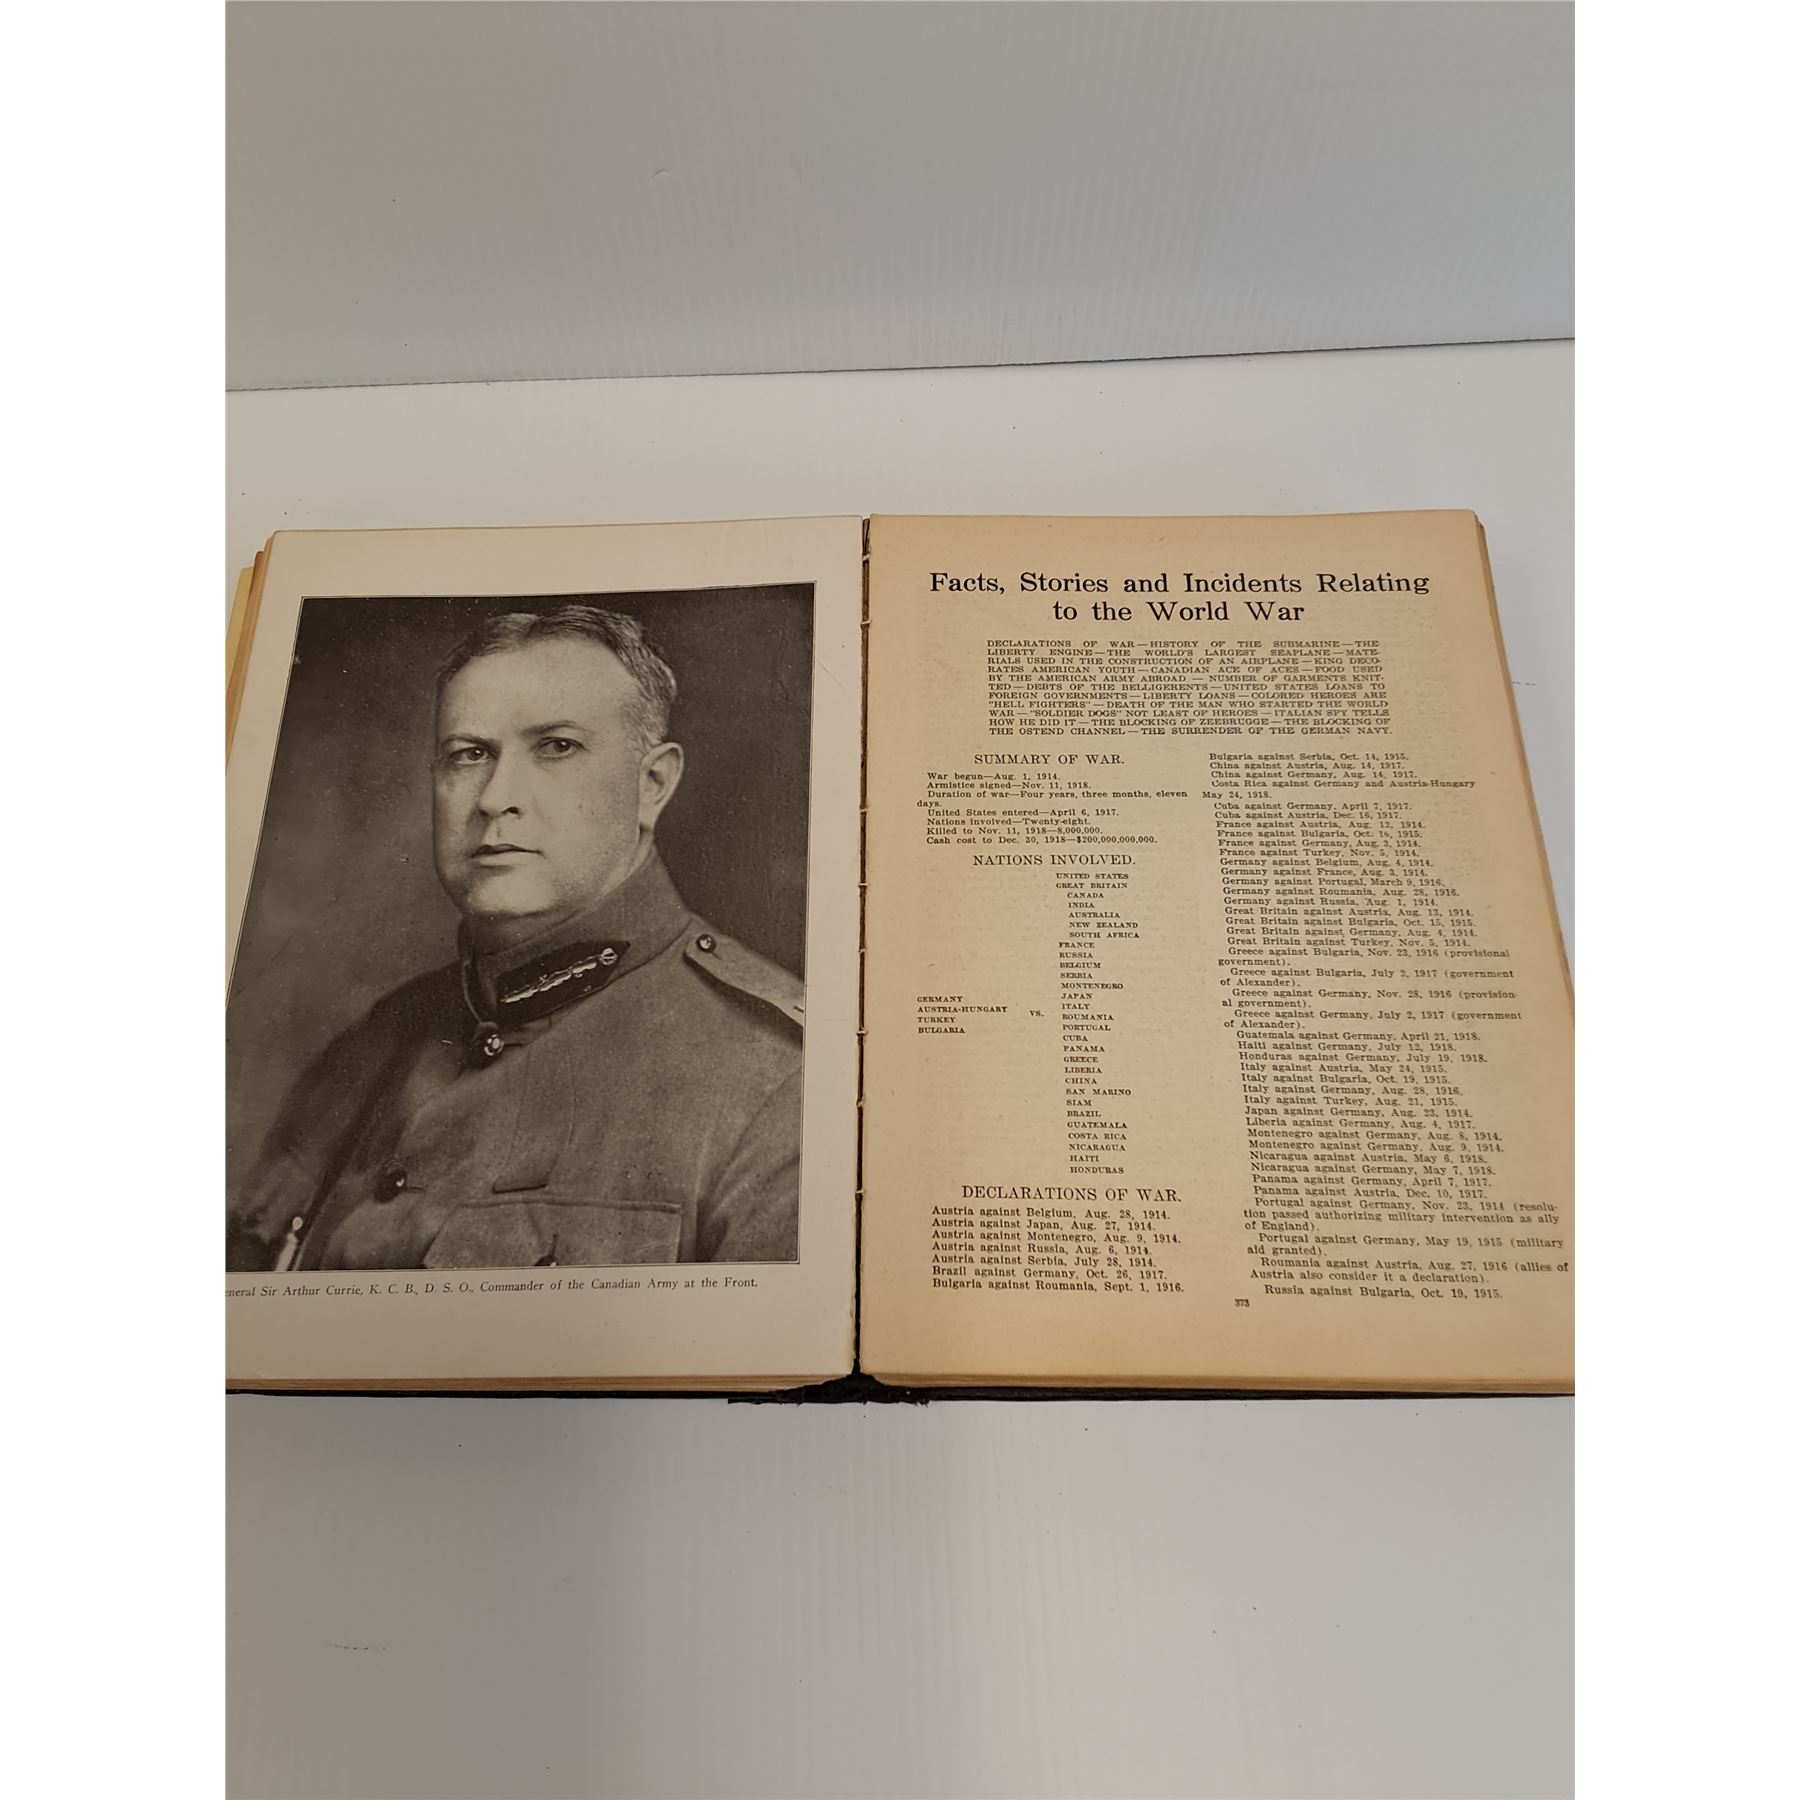 eneral Sir Arthur Currie, K. C. B., D. S. O., Commander of the Canadian Army at the Front.
Facts, Stories and Incidents Relating
to the World War
DECLARATIONS OF WAR — HISTORY OF THE SUBMARINE — THE
LIBERTY ENGINE — THE WORLD'S LARGEST SEAPLANE — MATE-
RIALS USED IN THE CONSTRUCTION OF AN AIRPLANE — KING DECO-
RATES AMERICAN YOUTH — CANADIAN ACE OF ACES — FOOD USED
BY THE AMERICAN ARMY ABROAD — NUMBER OF GARMENTS KNIT-
TED — DEBTS OF THE BELLIGERENTS — UNITED STATES LOANS TO
FOREIGN GOVERNMENTS — LIBERTY LOANS — COLORED HEROES ARE
"HELL FIGHTERS" — DEATH OF THE MAN WHO STARTED THE WORLD
WAR — "SOLDIER DOGS" NOT LEAST OF HEROES — ITALIAN SPY TELLS
HOW HE DID IT — THE BLOCKING OF ZEEBRUGGE — THE BLOCKING OF
THE OSTEND CHANNEL — THE SURRENDER OF THE GERMAN NAVY.
SUMMARY OF WAR.
War begun—Aug. 1, 1914.
Armistice signed—Nov. 11, 1918.
Duration of war—Four years, three months, eleven
days.
United States entered—April 6, 1917.
Nations involved—Twenty-eight.
Killed to Nov. 11, 1918—8,000,000.
Cash cost to Dec. 30, 1918—$200,000,000,000.
NATIONS INVOLVED.
GERMANY
AUSTRIA-HUNGARY
TURKEY
BULGARIA
VS.
UNITED STATES
GREAT BRITAIN
CANADA
INDIA
AUSTRALIA
NEW ZEALAND
SOUTH AFRICA
FRANCE
RUSSIA
BELGIUM
SERBIA
MONTENEGRO
JAPAN
ITALY
ROUMANIA
PORTUGAL
CUBA
PANAMA
GREECE
LIBERIA
CHINA
SAN MARINO
SIAM
BRAZIL
GUATEMALA
COSTA RICA
NICARAGUA
HAITI
HONDURAS
DECLARATIONS OF WAR.
Austria against Belgium, Aug. 28, 1914.
Austria against Japan, Aug. 27, 1914.
Austria against Montenegro, Aug. 9, 1914.
Austria against Russia, Aug. 6, 1914.
Austria against Serbia, July 28, 1914.
Brazil against Germany, Oct. 26, 1917.
Bulgaria against Roumania, Sept. 1, 1916.
Bulgaria against Serbia, Oct. 14, 1915.
China against Austria, Aug. 14, 1917.
China against Germany, Aug. 14, 1917.
Costa Rica against Germany and Austria-Hungary
May 24, 1918.
Cuba against Germany, April 7, 1917.
Cuba against Austria, Dec. 16, 1917.
France against Austria, Aug. 12, 1914.
France against Bulgaria, Oct. 16, 1915.
France against Germany, Aug. 3, 1914.
France against Turkey, Nov. 5, 1914.
Germany against Belgium, Aug. 4, 1914.
Germany against France, Aug. 3, 1914.
Germany against Portugal, March 9, 1916.
Germany against Roumania, Aug. 28, 1916.
Germany against Russia, Aug. 1, 1914.
Great Britain against Austria, Aug. 13, 1914.
Great Britain against Bulgaria, Oct. 15, 1915.
Great Britain against Germany, Aug. 4, 1914.
Great Britain against Turkey, Nov. 5, 1914.
Greece against Bulgaria, Nov. 23, 1916 (provisional
government).
Greece against Bulgaria, July 2, 1917 (government
of Alexander).
Greece against Germany, Nov. 28, 1916 (provision-
al government).
Greece against Germany, July 2, 1917 (government
of Alexander).
Guatemala against Germany, April 21, 1918.
Haiti against Germany, July 12, 1918.
Honduras against Germany, July 19, 1918.
Italy against Austria, May 24, 1915.
Italy against Bulgaria, Oct. 19, 1915.
Italy against Germany, Aug. 28, 1916.
Italy against Turkey, Aug. 21, 1915.
Japan against Germany, Aug. 23, 1914.
Liberia against Germany, Aug. 4, 1917.
Montenegro against Germany, Aug. 8, 1914.
Montenegro against Germany, Aug. 9, 1914.
Nicaragua against Austria, May 6, 1918.
Nicaragua against Germany, May 7, 1918.
Panama against Germany, April 7, 1917.
Panama against Austria, Dec. 10, 1917.
Portugal against Germany, Nov. 23, 1914 (resolu-
tion passed authorizing military intervention as ally
of England).
Portugal against Germany, May 19, 1915 (military
aid granted).
Roumania against Austria, Aug. 27, 1916 (allies of
Austria also consider it a declaration).
Russia against Bulgaria, Oct. 19, 1915.
373